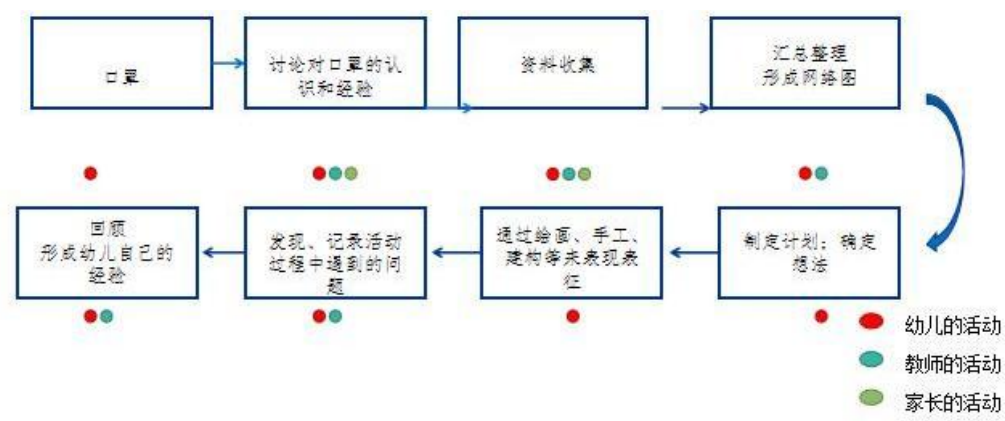 口罩
讨论对口罩的认
识和经验
资料收集
汇总整理
形成网络图
回顾
形成幼儿自己的
经验
发现、记录活动
过程中遇到的问
题
通过绘画、手工、
建构等来表现表
征
制定计划；确定
想法
幼儿的活动
教师的活动
家长的活动